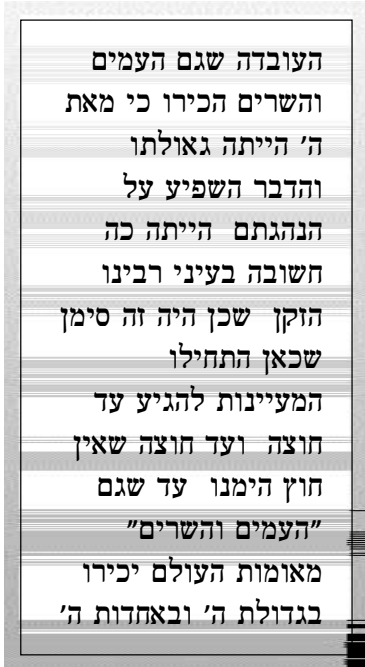 העובדה שגם העמים
והשרים הכירו כי מאת
ה' הייתה גאולתו
והדבר השפיע על
הנהגתם הייתה כה
חשובה בעיני רבינו
הזקן שכן היה זה סימן
שכאן התחילו
המעיינות להגיע עד
חוצה ועד חוצה שאין
חוץ הימנו עד שגם
"העמים והשרים"
מאומות העולם יכירו
בגדולת ה' ובאחדות ה'